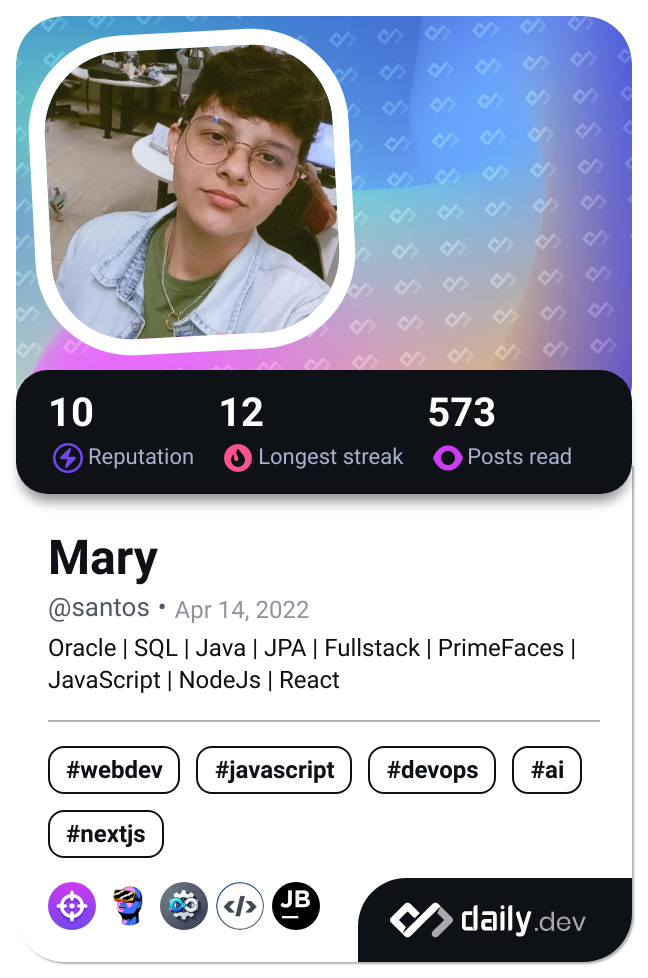 10 12 573
Reputation Longest streak Posts read
Mary
@santos • Apr 14, 2022
Oracle | SQL | Java | JPA | Fullstack | PrimeFaces |
JavaScript | NodeJs | React
#webdev #javascript #devops #ai
#nextjs
</> JB
daily.dev